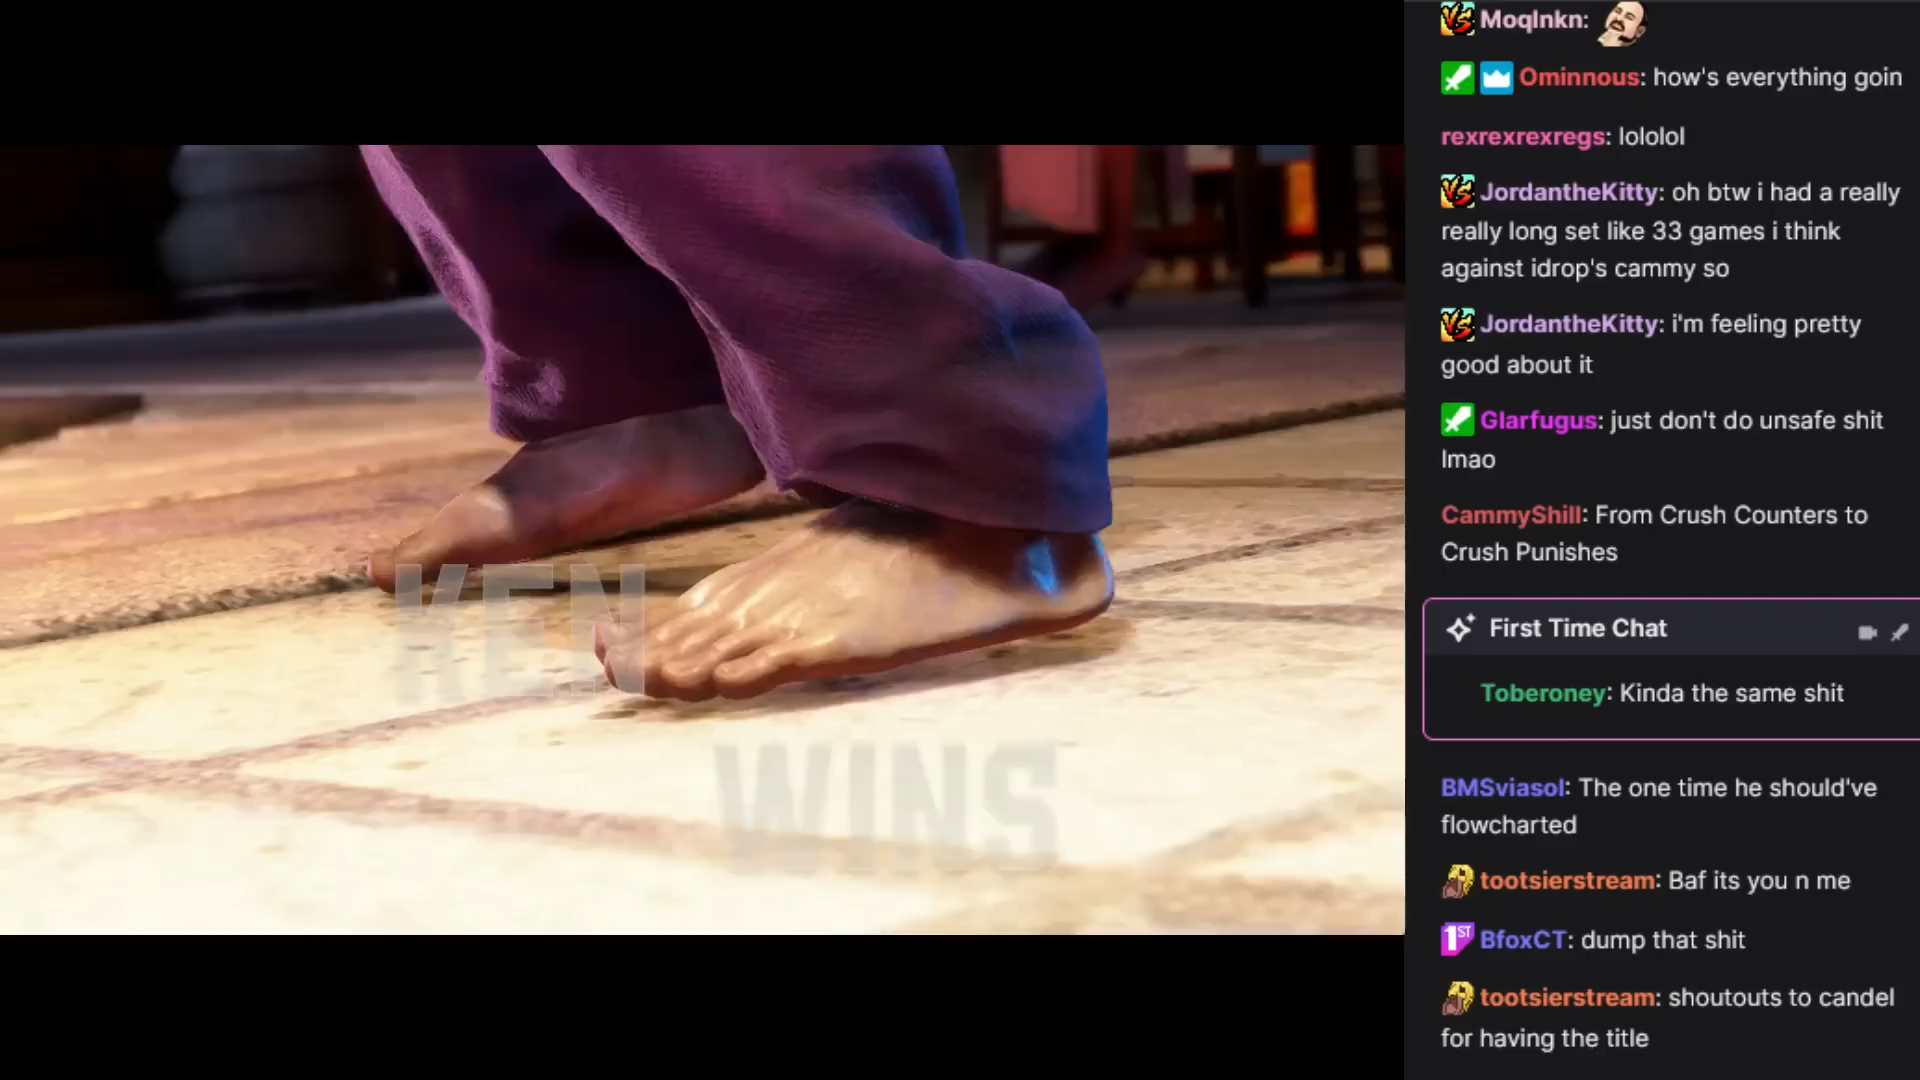 KEN
WINS
MoqInkn:
Ominnous: how's everything goin
rexrexrexregs: lololol
JordantheKitty: oh btw i had a really
really long set like 33 games i think
against idrop's cammy so
JordantheKitty: i'm feeling pretty
good about it
Glarfugus: just don't do unsafe shit
lmao
CammyShill: From Crush Counters to
Crush Punishes
First Time Chat
Toberoney: Kinda the same shit
BMSviasol: The one time he should've
flowcharted
tootsierstream: Baf its you n me
1ST BfoxCT: dump that shit
tootsierstream: shoutouts to candel
for having the title